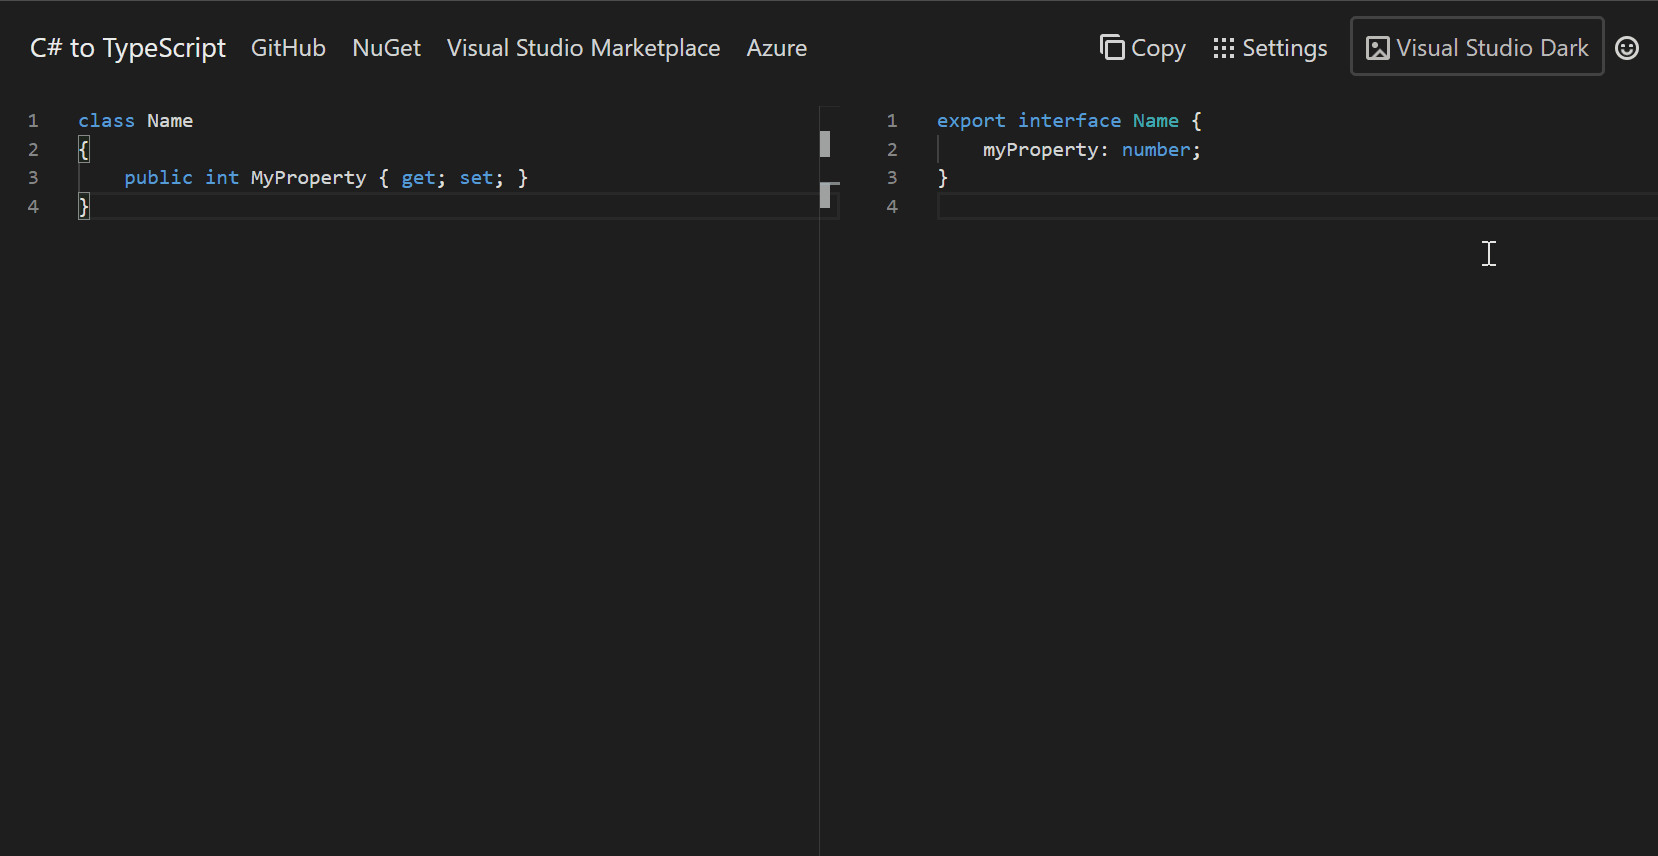 C# to TypeScript GitHub NuGet Visual Studio Marketplace Azure Copy Settings Visual Studio Dark
1 class Name
2 {
3 public int MyProperty { get; set; }
4 }
1 export interface Name {
2 myProperty: number;
3 }
4